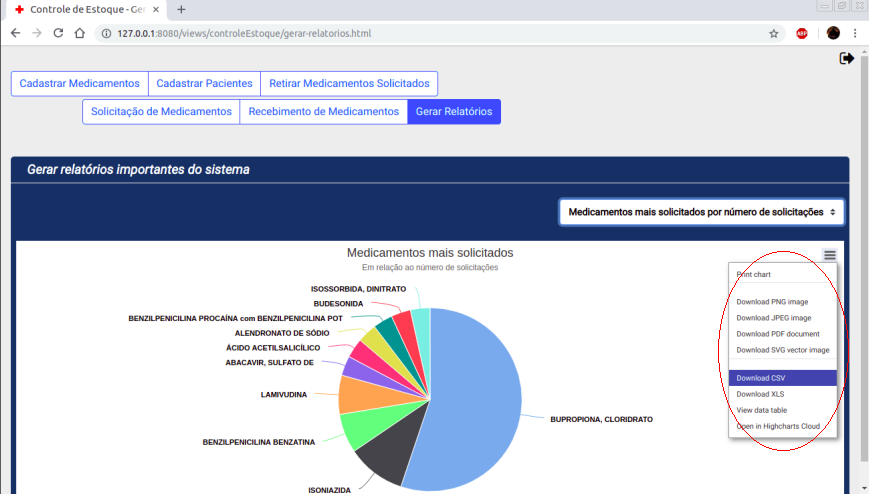 Controle de Estoque - Ger
127.0.0.1:8080/views/controleEstoque/gerar-relatorios.html
ABP
Cadastrar Medicamentos
Cadastrar Pacientes
Retirar Medicamentos Solicitados
Solicitação de Medicamentos
Recebimento de Medicamentos
Gerar Relatórios
Gerar relatórios importantes do sistema
Medicamentos mais solicitados por número de solicitações
Medicamentos mais solicitados
Em relação ao número de solicitações
Print chart
Download PNG image
Download JPEG image
Download PDF document
Download SVG vector image
Download CSV
Download XLS
View data table
Open in Highcharts Cloud
ISOSSORBIDA, DINITRATO
BUDESONIDA
BENZILPENICILINA PROCAÍNA com BENZILPENICILINA POT
ALENDRONATO DE SÓDIO
ÁCIDO ACETILSALICÍLICO
ABACAVIR, SULFATO DE
LAMIVUDINA
BENZILPENICILINA BENZATINA
ISONIAZIDA
BUPROPIONA, CLORIDRATO